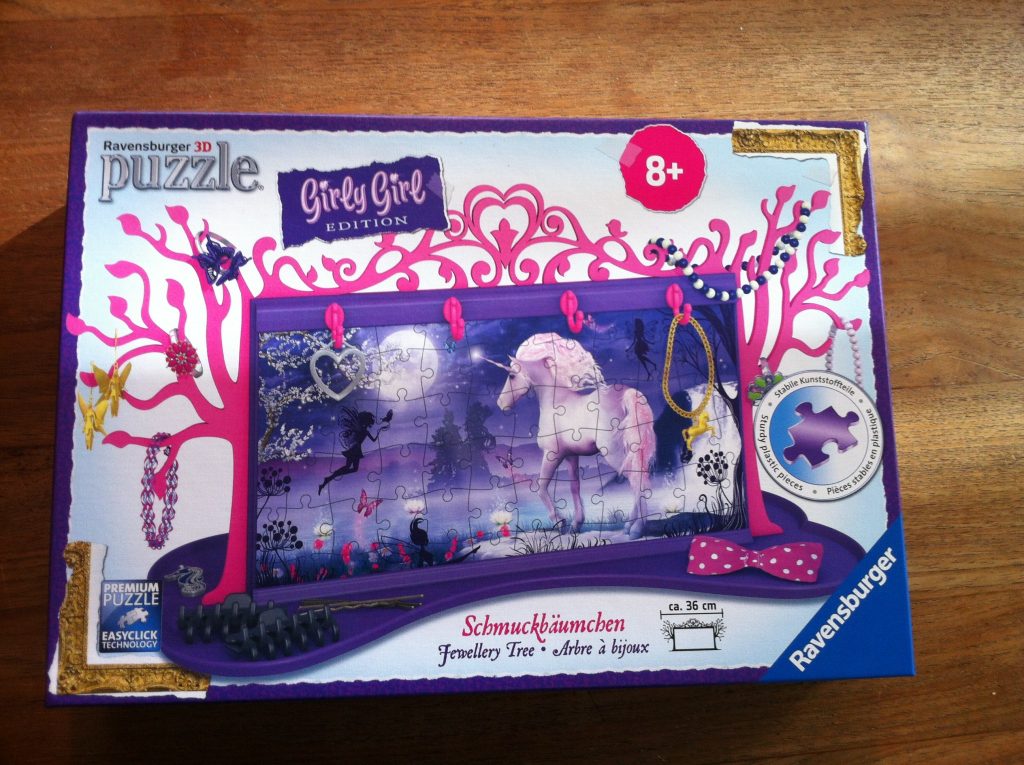 Ravensburger 3D
puzzle
Girly Girl
EDITION
8+
Stabile Kunststoffteile
Sturdy plastic pieces
Pièces stables en plastique
PREMIUM
PUZZLE
EASYCLICK
TECHNOLOGY
Schmuckbäumchen
Jewellery Tree • Arbre à bijoux
ca. 36 cm
Ravensburger